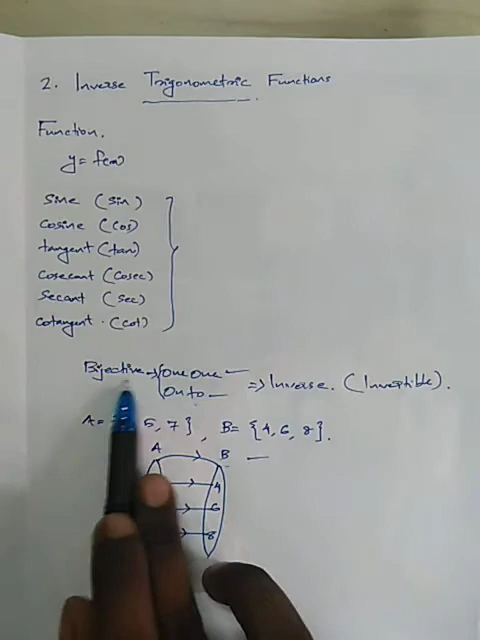 2. Inverse Trigonometric Functions
Function.
y = f(x)
Sine (sin)
Cosine (cos)
tangent (tan)
Cosecant (Cosec)
Secant (Sec)
Cotangent. (Cot)
Bijective → one one
onto ⇒ Inverse. (Invertible).
A = 5, 7} , B = {4, 6, 8}.
A B
4
6
8